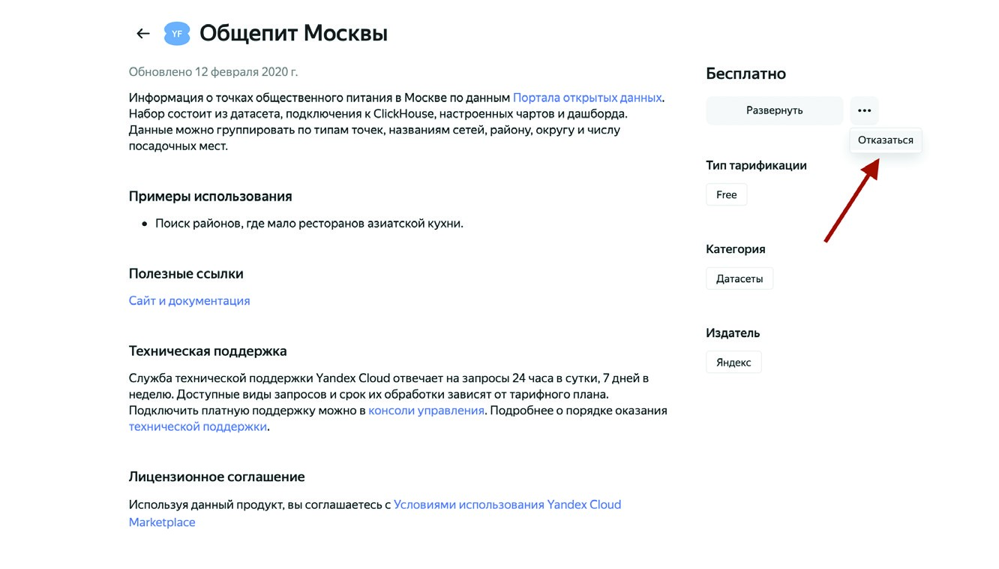 YF Общепит Москвы
Обновлено 12 февраля 2020 г.
Информация о точках общественного питания в Москве по данным Портала открытых данных.
Набор состоит из датасета, подключения к ClickHouse, настроенных чартов и дашборда.
Данные можно группировать по типам точек, названиям сетей, району, округу и числу
посадочных мест.
Примеры использования
• Поиск районов, где мало ресторанов азиатской кухни.
Полезные ссылки
Сайт и документация
Техническая поддержка
Служба технической поддержки Yandex Cloud отвечает на запросы 24 часа в сутки, 7 дней в
неделю. Доступные виды запросов и срок их обработки зависят от тарифного плана.
Подключить платную поддержку можно в консоли управления. Подробнее о порядке оказания
технической поддержки.
Лицензионное соглашение
Используя данный продукт, вы соглашаетесь с Условиями использования Yandex Cloud
Marketplace
Бесплатно
Развернуть
Отказаться
Тип тарификации
Free
Категория
Датасеты
Издатель
Яндекс